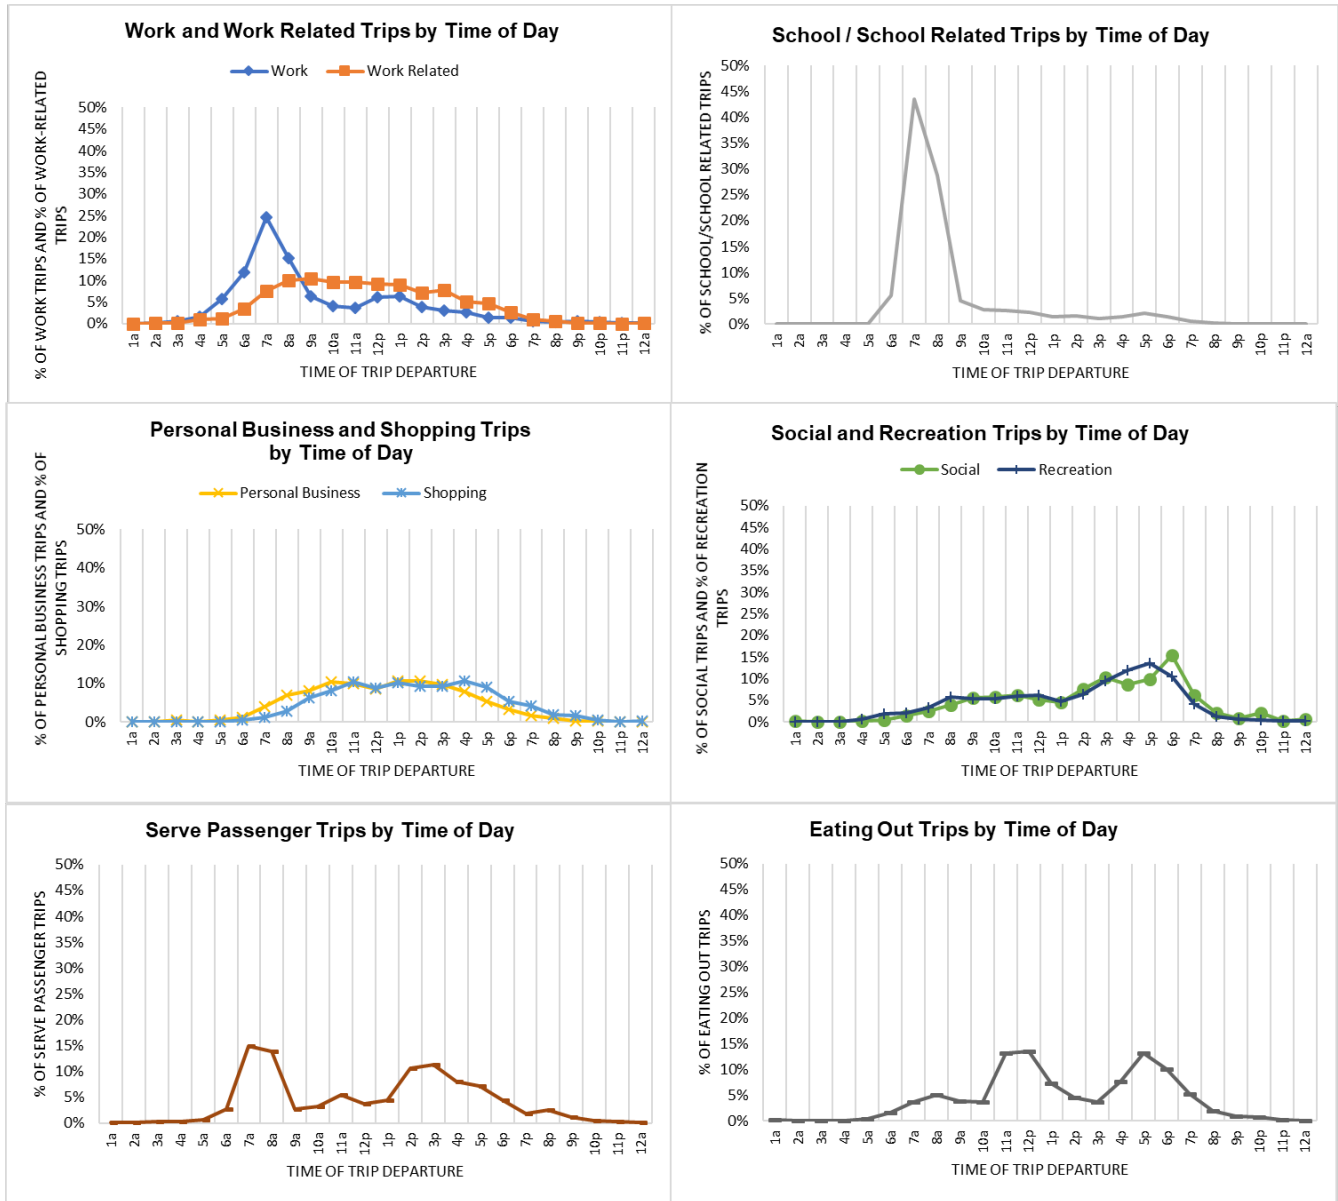 Work and Work Related Trips by Time of Day
Work
Work Related
% OF WORK TRIPS AND % OF WORK-RELATED
TRIPS
50%
45%
40%
35%
30%
25%
20%
15%
10%
5%
0%
1a 2a 3a 4a 5a 6a 7a 8a 9a 10a 11a 12p 1p 2p 3p 4p 5p 6p 7p 8p 9p 10p 11p 12a
TIME OF TRIP DEPARTURE
School / School Related Trips by Time of Day
% OF SCHOOL/SCHOOL RELATED TRIPS
50%
45%
40%
35%
30%
25%
20%
15%
10%
5%
0%
1a 2a 3a 4a 5a 6a 7a 8a 9a 10a 11a 12p 1p 2p 3p 4p 5p 6p 7p 8p 9p 10p 11p 12a
TIME OF TRIP DEPARTURE
Personal Business and Shopping Trips
by Time of Day
Personal Business
Shopping
% OF PERSONAL BUSINESS TRIPS AND % OF
SHOPPING TRIPS
50%
40%
30%
20%
10%
0%
1a 2a 3a 4a 5a 6a 7a 8a 9a 10a 11a 12p 1p 2p 3p 4p 5p 6p 7p 8p 9p 10p 11p 12a
TIME OF TRIP DEPARTURE
Social and Recreation Trips by Time of Day
Social
Recreation
% OF SOCIAL TRIPS AND % OF RECREATION
TRIPS
50%
45%
40%
35%
30%
25%
20%
15%
10%
5%
0%
1a 2a 3a 4a 5a 6a 7a 8a 9a 10a 11a 12p 1p 2p 3p 4p 5p 6p 7p 8p 9p 10p 11p 12a
TIME OF TRIP DEPARTURE
Serve Passenger Trips by Time of Day
% OF SERVE PASSENGER TRIPS
50%
45%
40%
35%
30%
25%
20%
15%
10%
5%
0%
1a 2a 3a 4a 5a 6a 7a 8a 9a 10a 11a 12p 1p 2p 3p 4p 5p 6p 7p 8p 9p 10p 11p 12a
TIME OF TRIP DEPARTURE
Eating Out Trips by Time of Day
% OF EATING OUT TRIPS
50%
45%
40%
35%
30%
25%
20%
15%
10%
5%
0%
1a 2a 3a 4a 5a 6a 7a 8a 9a 10a 11a 12p 1p 2p 3p 4p 5p 6p 7p 8p 9p 10p 11p 12a
TIME OF TRIP DEPARTURE